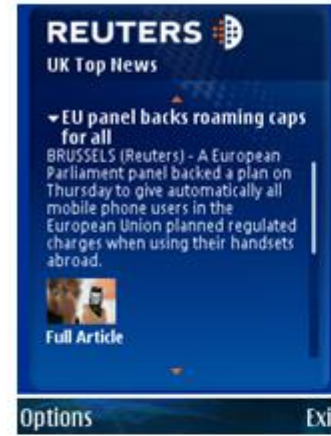 REUTERS
UK Top News
EU panel backs roaming caps
for all
BRUSSELS (Reuters) - A European
Parliament panel backed a plan on
Thursday to give automatically all
mobile phone users in the
European Union planned regulated
charges when using their handsets
abroad.
Full Article
Options Exi